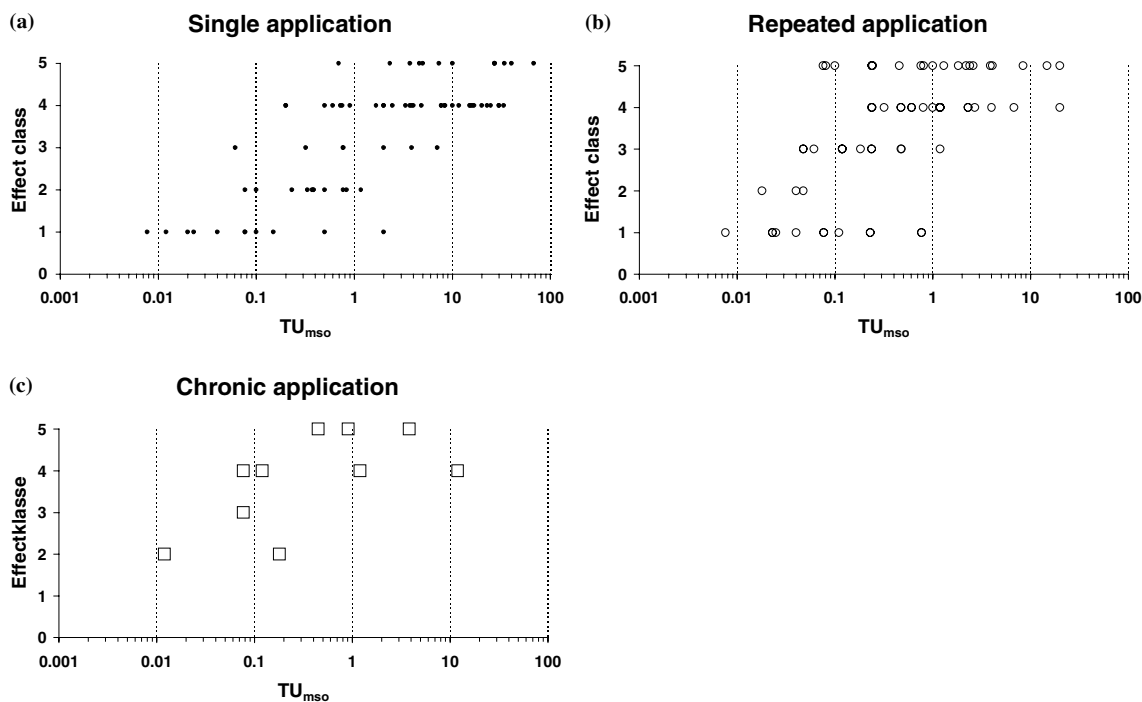 (a) Single application
Effect class
5
4
3
2
1
0
0.001 0.01 0.1 1 10 100
TUmso
(b) Repeated application
Effect class
5
4
3
2
1
0
0.001 0.01 0.1 1 10 100
TUmso
(c) Chronic application
Effectklasse
5
4
3
2
1
0
0.001 0.01 0.1 1 10 100
TUmso